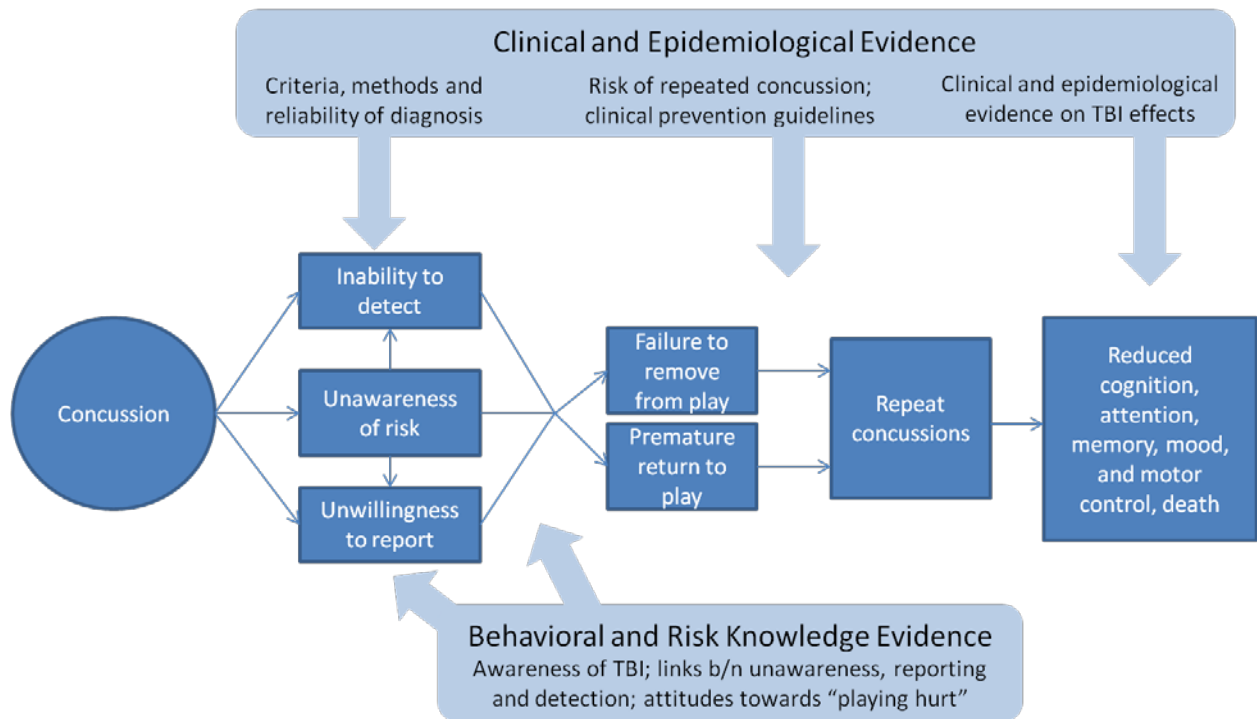 Clinical and Epidemiological Evidence
Criteria, methods and
reliability of diagnosis
Risk of repeated concussion;
clinical prevention guidelines
Clinical and epidemiological
evidence on TBI effects
Concussion
Inability to
detect
Unawareness
of risk
Unwillingness
to report
Failure to
remove
from play
Premature
return to
play
Repeat
concussions
Reduced
cognition,
attention,
memory, mood,
and motor
control, death
Behavioral and Risk Knowledge Evidence
Awareness of TBI; links b/n unawareness, reporting
and detection; attitudes towards “playing hurt”